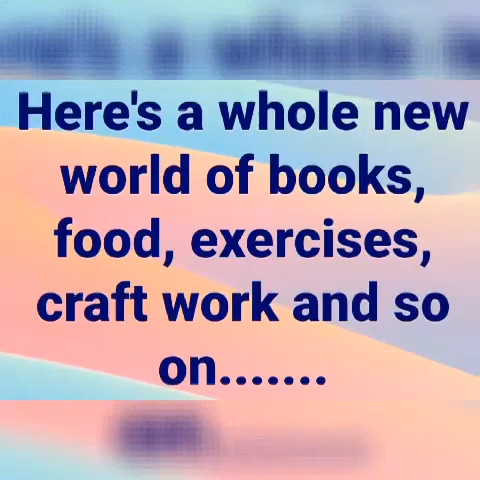 Here's a whole new
world of books,
food, exercises,
craft work and so
on.......